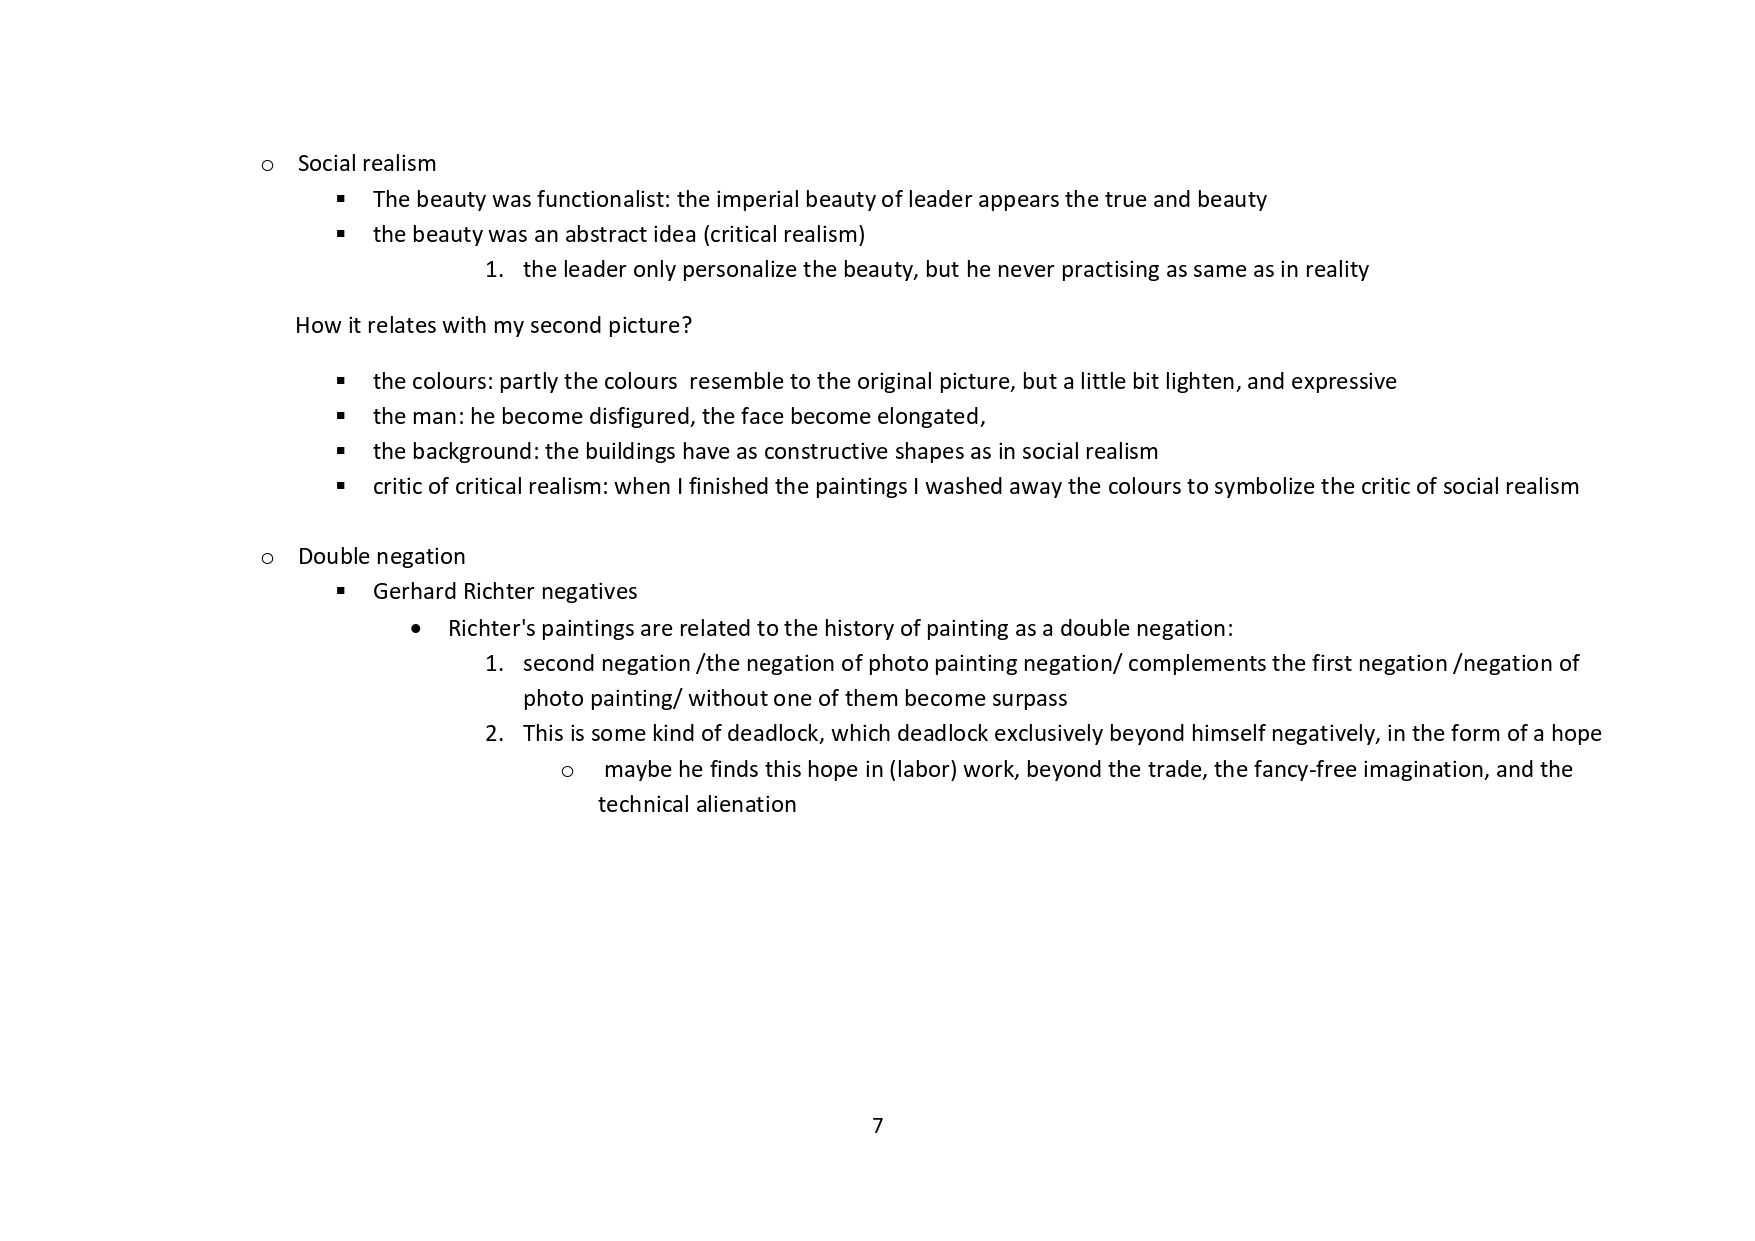 o Social realism
▪ The beauty was functionalist: the imperial beauty of leader appears the true and beauty
▪ the beauty was an abstract idea (critical realism)
1. the leader only personalize the beauty, but he never practising as same as in reality
How it relates with my second picture?
▪ the colours: partly the colours  resemble to the original picture, but a little bit lighten, and expressive
▪ the man: he become disfigured, the face become elongated,
▪ the background: the buildings have as constructive shapes as in social realism
▪ critic of critical realism: when I finished the paintings I washed away the colours to symbolize the critic of social realism
o Double negation
▪ Gerhard Richter negatives
• Richter's paintings are related to the history of painting as a double negation:
1. second negation /the negation of photo painting negation/ complements the first negation /negation of
photo painting/ without one of them become surpass
2. This is some kind of deadlock, which deadlock exclusively beyond himself negatively, in the form of a hope
o maybe he finds this hope in (labor) work, beyond the trade, the fancy-free imagination, and the
technical alienation
7